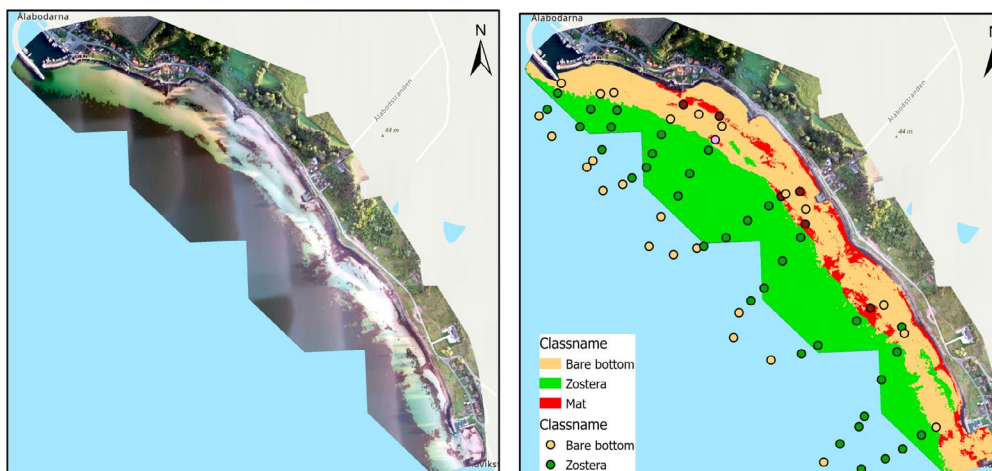 Ålabodarna
N
Ålabodsstranden
44 m
Ålabodarna
N
Ålabodsstranden
44 m
Classname
Bare bottom
Zostera
Mat
Classname
Bare bottom
Zostera